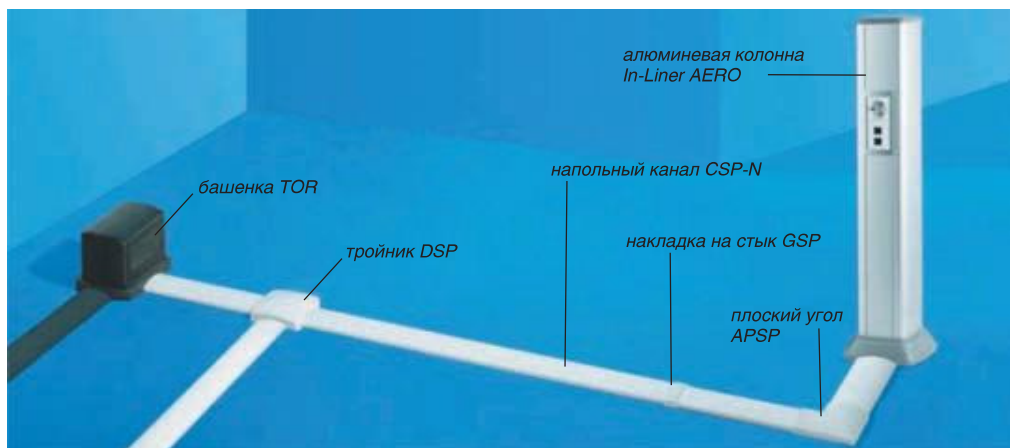 алюминевая колонна
In-Liner AERO
напольный канал CSP-N
башенка TOR
накладка на стык GSP
тройник DSP
плоский угол
APSP